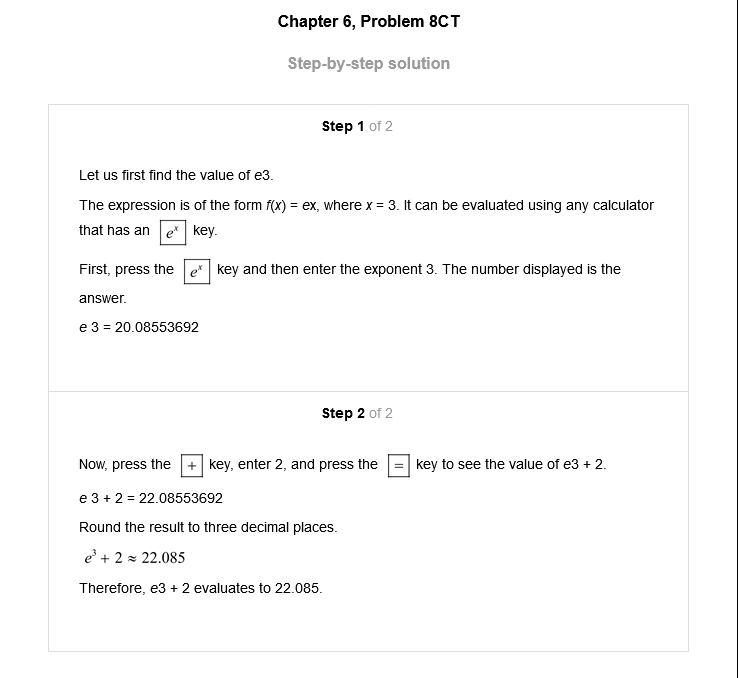 Chapter 6, Problem 8CT
Step-by-step solution
Step 1 of 2
Let us first find the value of e3.
The expression is of the form f(x) = ex, where x = 3. It can be evaluated using any calculator
that has an eˣ key.
First, press the eˣ key and then enter the exponent 3. The number displayed is the
answer.
e 3 = 20.08553692
Step 2 of 2
Now, press the + key, enter 2, and press the = key to see the value of e3 + 2.
e 3 + 2 = 22.08553692
Round the result to three decimal places.
e³ + 2 ≈ 22.085
Therefore, e3 + 2 evaluates to 22.085.